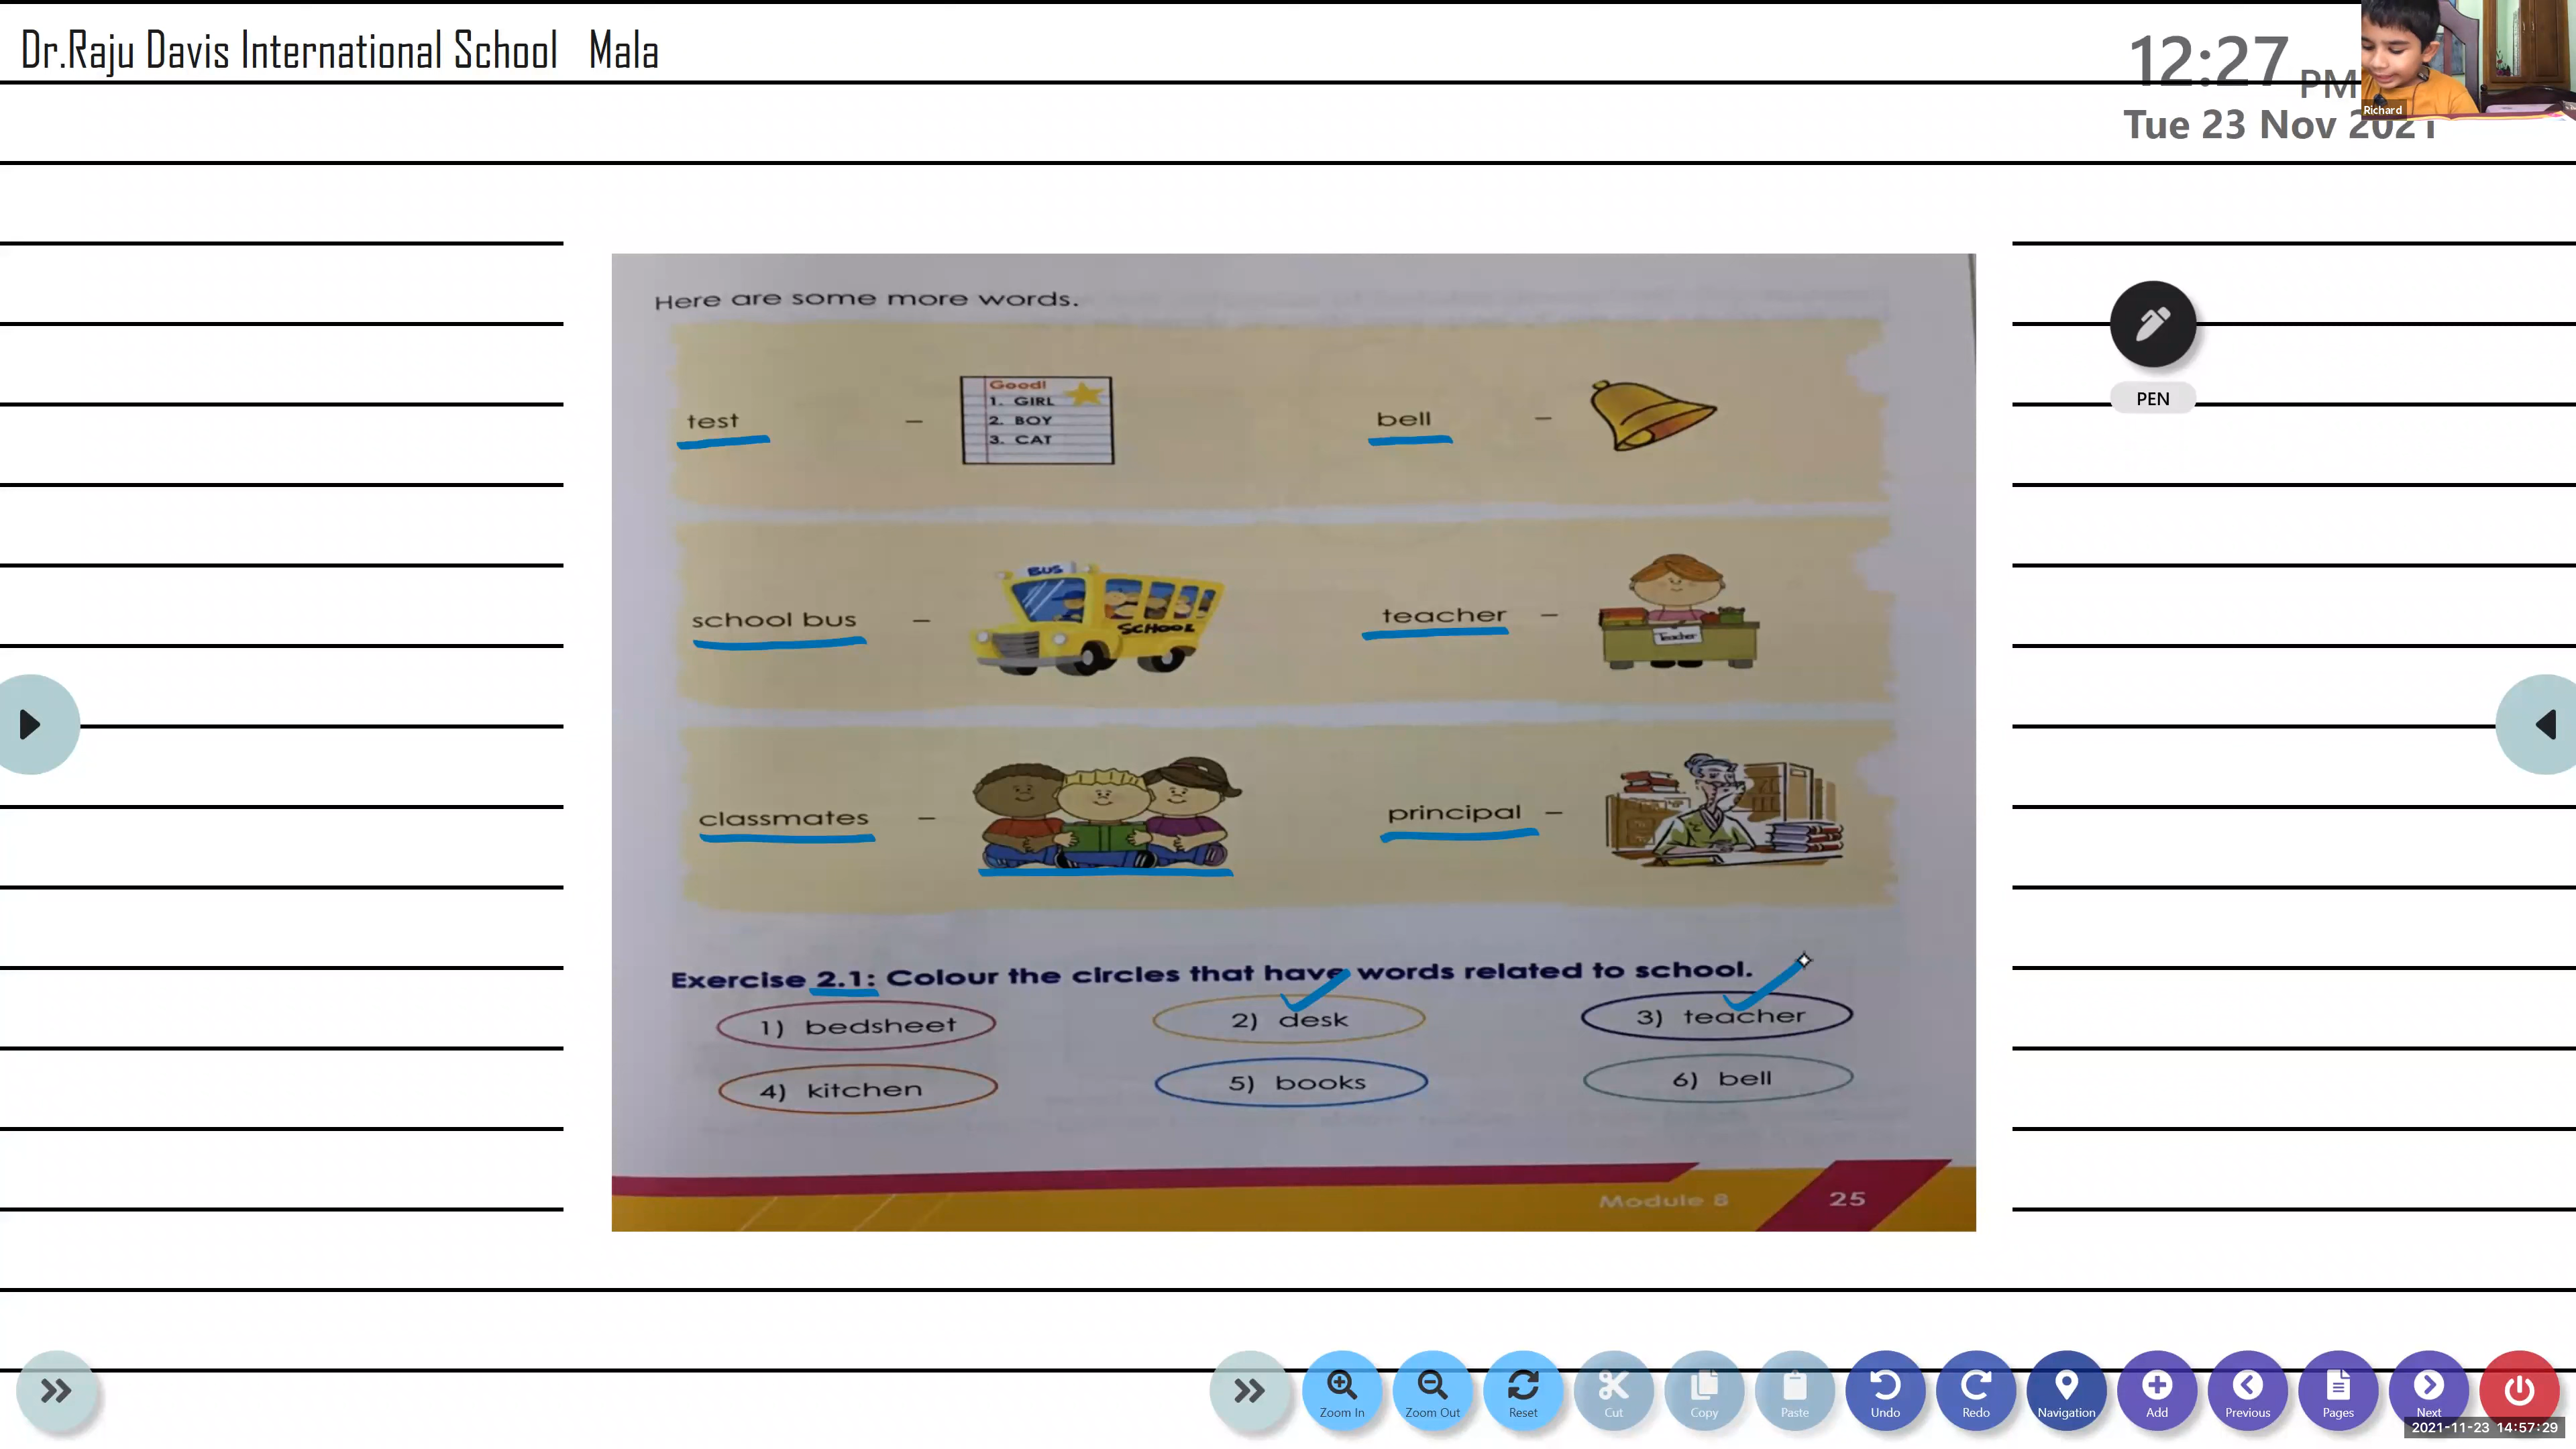 Dr.Raju Davis International School Mala
12:27 PM
Richard
Tue 23 Nov 2021
Here are some more words.
test –
Good!
1. GIRL
2. BOY
3. CAT
bell –
PEN
school bus –
BUS
SCHOOL
teacher –
Teacher
classmates –
principal –
Exercise 2.1: Colour the circles that have words related to school.
1) bedsheet 2) desk 3) teacher
4) kitchen 5) books 6) bell
Module 8 25
Zoom In Zoom Out Reset Cut Copy Paste Undo Redo Navigation Add Previous Pages Next
2021-11-23 14:57:29